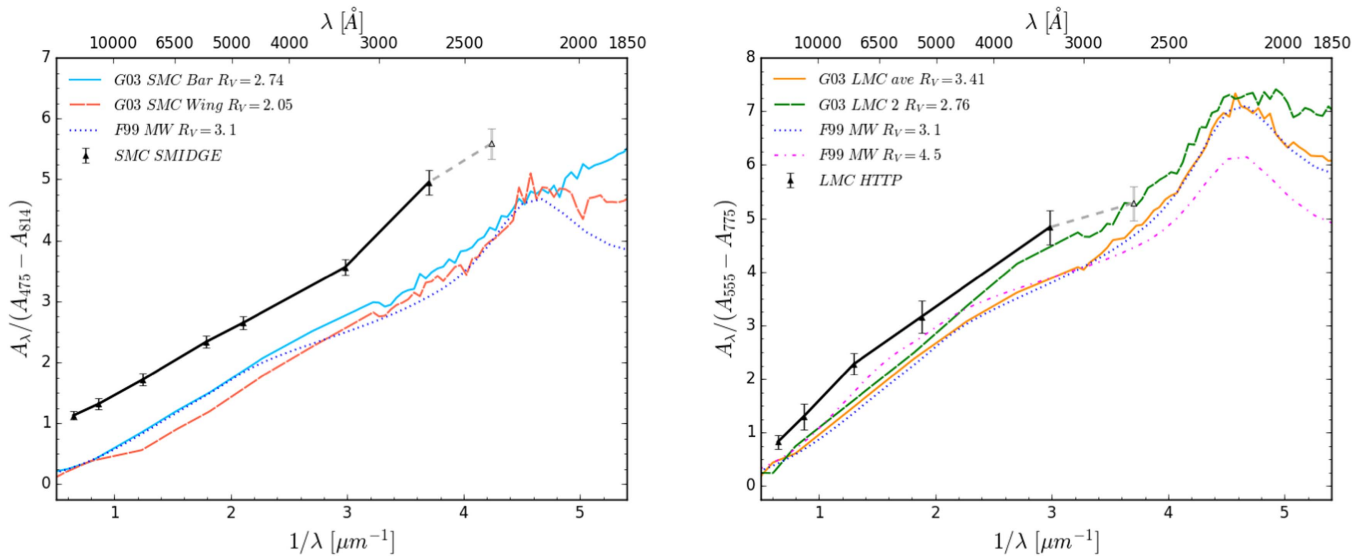 λ [Å]
10000 6500 5000 4000 3000 2500 2000 1850
7
6
5
4
3
2
1
0
A_λ/(A_475 − A_814)
G03 SMC Bar R_V = 2.74
G03 SMC Wing R_V = 2.05
F99 MW R_V = 3.1
SMC SMIDGE
1 2 3 4 5
1/λ [μm⁻¹]
λ [Å]
10000 6500 5000 4000 3000 2500 2000 1850
8
7
6
5
4
3
2
1
0
A_λ/(A_555 − A_775)
G03 LMC ave R_V = 3.41
G03 LMC 2 R_V = 2.76
F99 MW R_V = 3.1
F99 MW R_V = 4.5
LMC HTTP
1 2 3 4 5
1/λ [μm⁻¹]